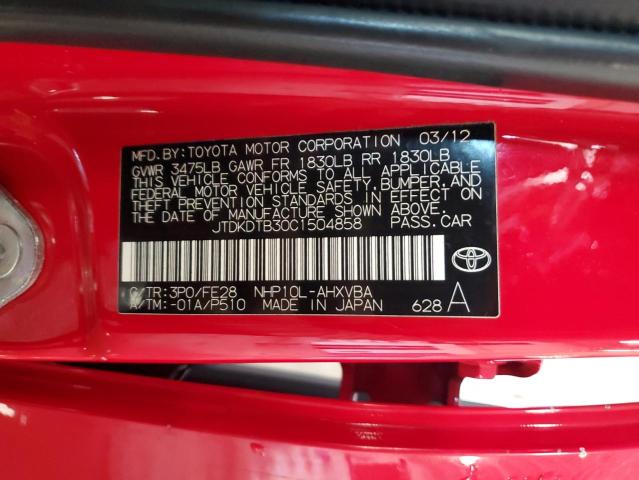 MFD.BY:TOYOTA MOTOR CORPORATION 03/12
GVWR 3475LB GAWR FR 1830LB RR 1830LB
THIS VEHICLE CONFORMS TO ALL APPLICABLE
FEDERAL MOTOR VEHICLE SAFETY,BUMPER,AND
THEFT PREVENTION STANDARDS IN EFFECT ON
THE DATE OF MANUFACTURE SHOWN ABOVE.
JTDKDTB30C1504858 PASS.CAR
C/TR:3P0/FE28 NHP10L-AHXVBA
A/TM:-01A/P510 MADE IN JAPAN 628 A
TOYOTA